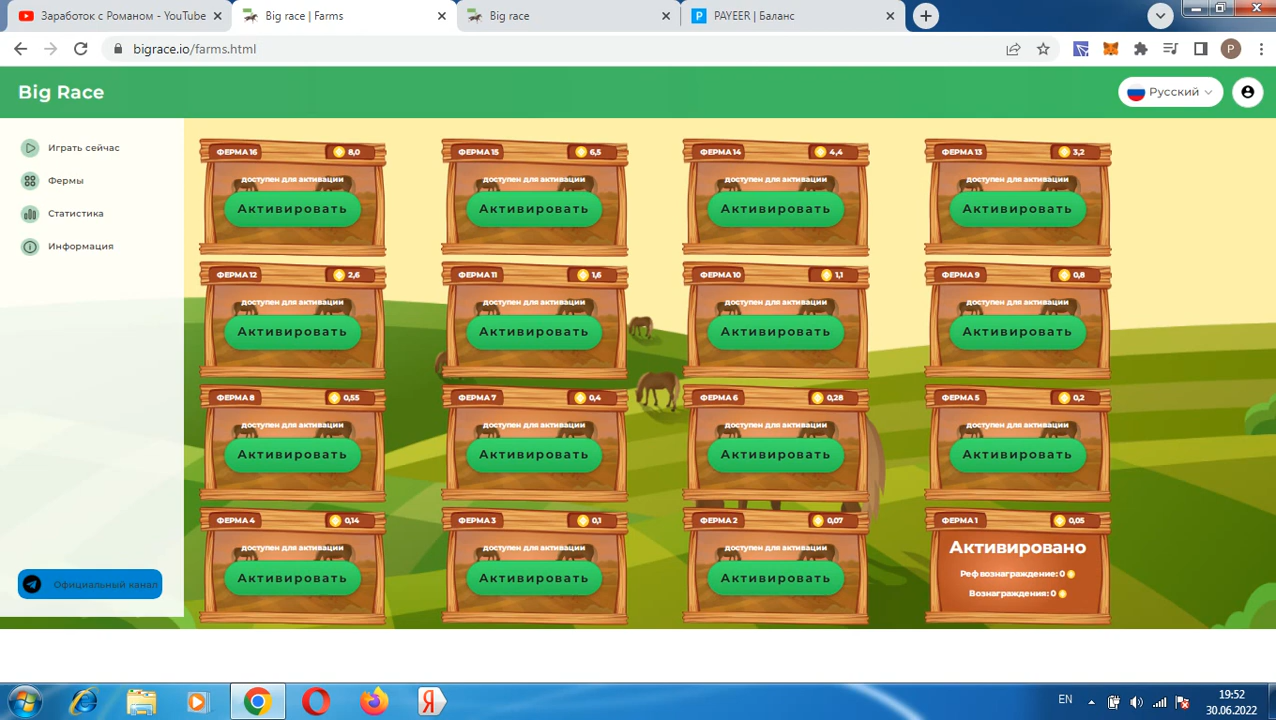 Заработок с Романом - YouTube
Big race | Farms
Big race
PAYEER | Баланс
bigrace.io/farms.html
P
Big Race
Русский
Играть сейчас
Фермы
Статистика
Информация
Официальный канал
ФЕРМА 16 8,0
доступен для активации
Активировать
ФЕРМА 15 6,5
доступен для активации
Активировать
ФЕРМА 14 4,4
доступен для активации
Активировать
ФЕРМА 13 3,2
доступен для активации
Активировать
ФЕРМА 12 2,6
доступен для активации
Активировать
ФЕРМА 11 1,6
доступен для активации
Активировать
ФЕРМА 10 1,1
доступен для активации
Активировать
ФЕРМА 9 0,8
доступен для активации
Активировать
ФЕРМА 8 0,55
доступен для активации
Активировать
ФЕРМА 7 0,4
доступен для активации
Активировать
ФЕРМА 6 0,28
доступен для активации
Активировать
ФЕРМА 5 0,2
доступен для активации
Активировать
ФЕРМА 4 0,14
доступен для активации
Активировать
ФЕРМА 3 0,1
доступен для активации
Активировать
ФЕРМА 2 0,07
доступен для активации
Активировать
ФЕРМА 1 0,05
Активировано
Реф вознаграждение: 0
Вознаграждения: 0
EN
19:52
30.06.2022